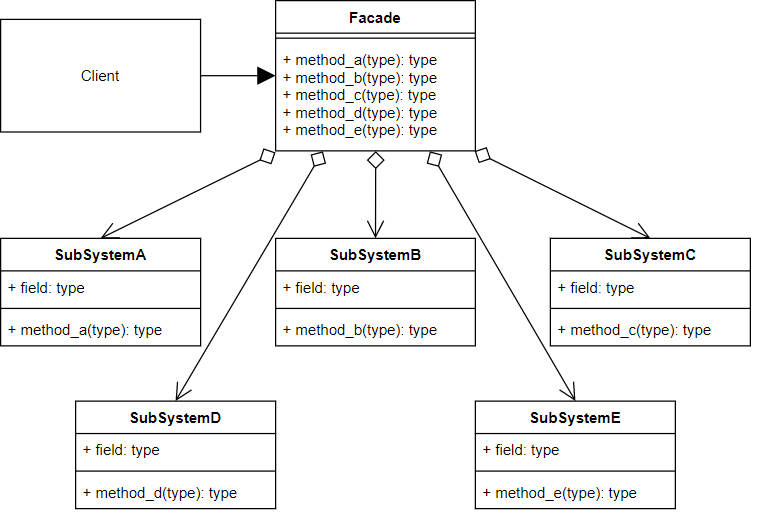 Facade
Client
+ method_a(type): type
+ method_b(type): type
+ method_c(type): type
+ method_d(type): type
+ method_e(type): type
SubSystemA
+ field: type
+ method_a(type): type
SubSystemB
+ field: type
+ method_b(type): type
SubSystemC
+ field: type
+ method_c(type): type
SubSystemD
+ field: type
+ method_d(type): type
SubSystemE
+ field: type
+ method_e(type): type